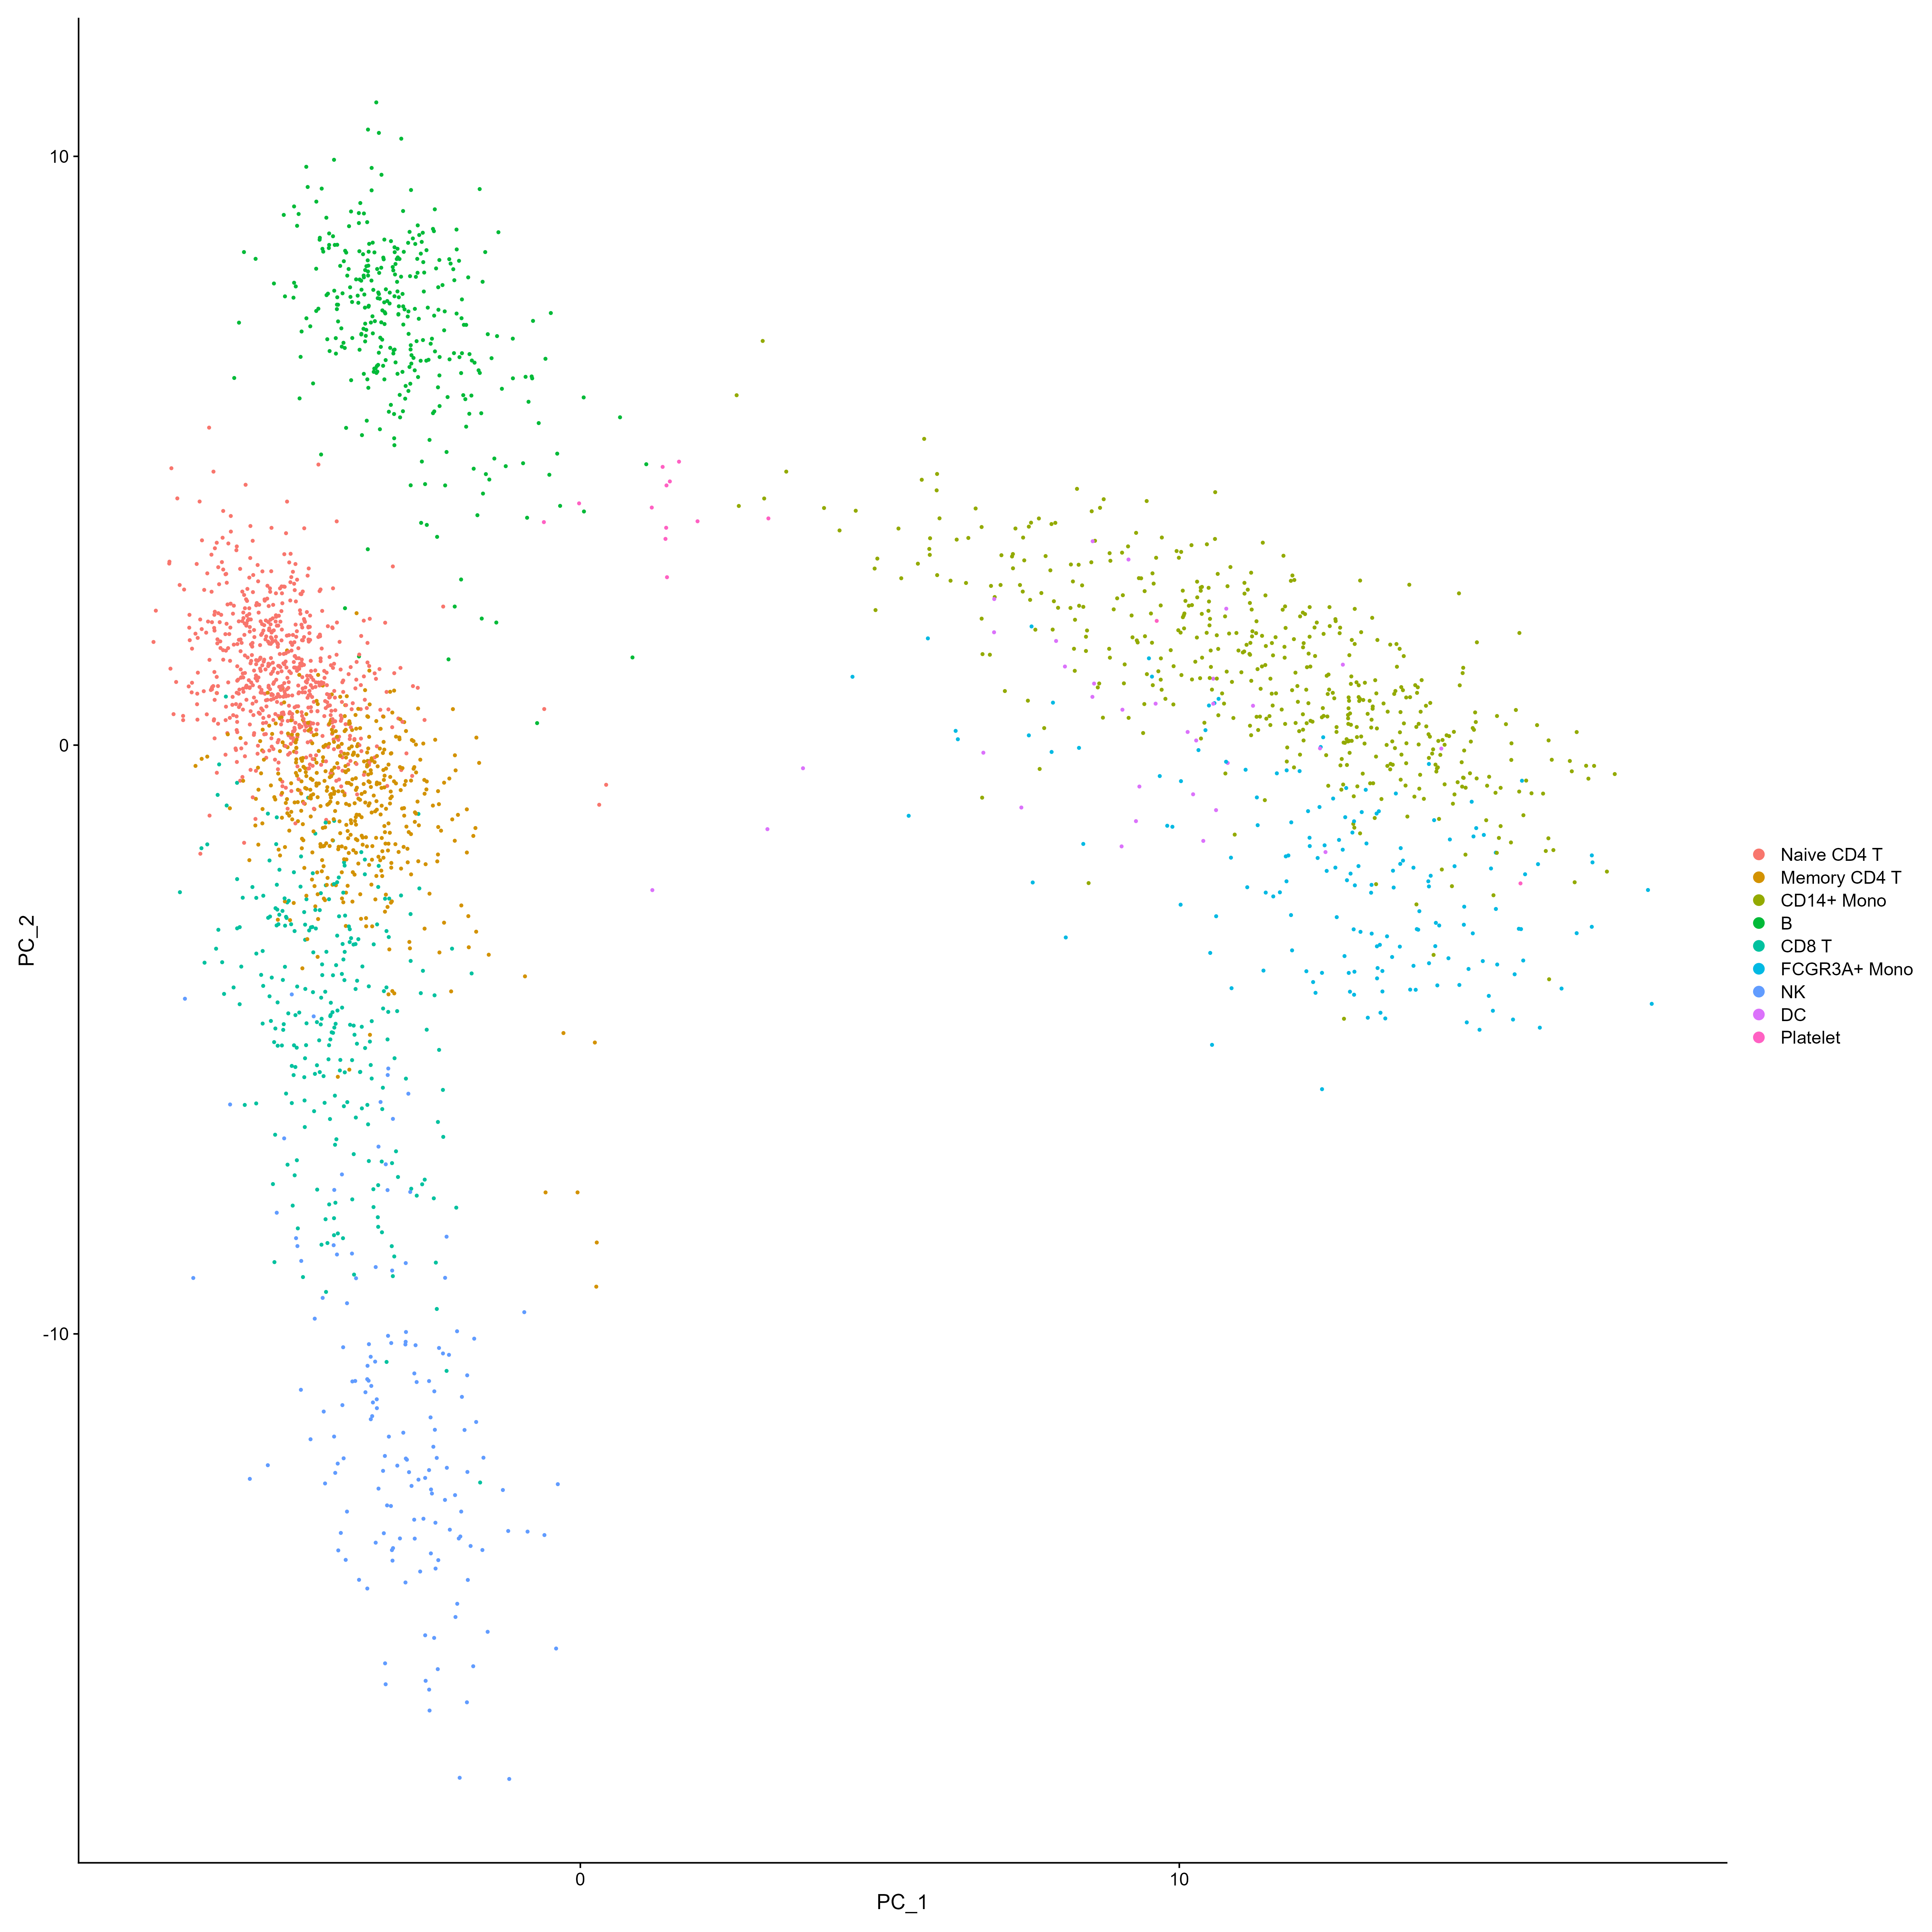 10
0
-10
PC_2
0
10
PC_1
Naive CD4 T
Memory CD4 T
CD14+ Mono
B
CD8 T
FCGR3A+ Mono
NK
DC
Platelet